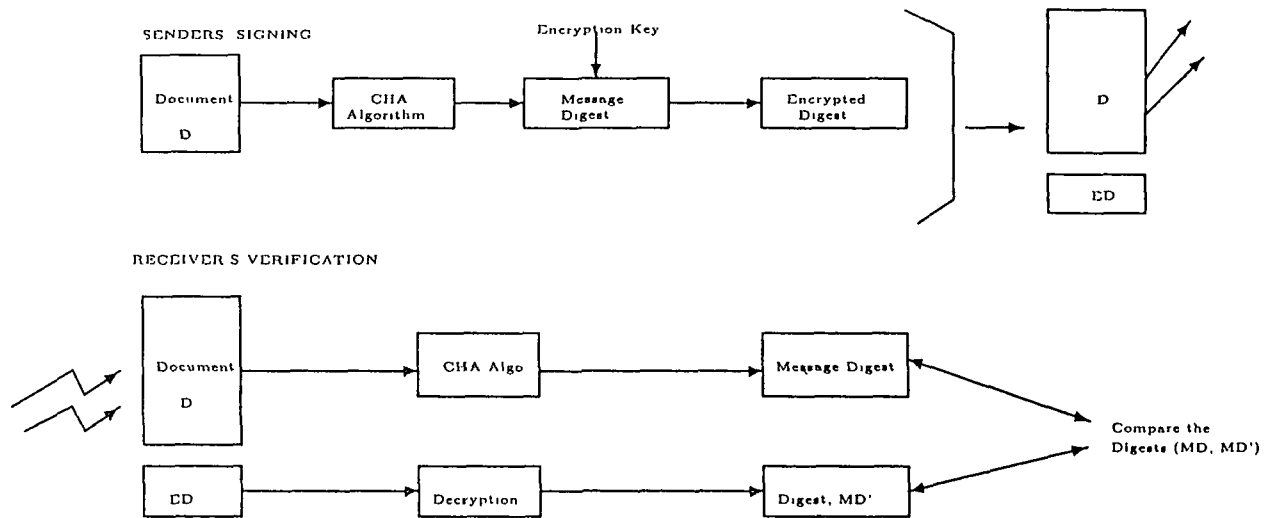 SENDERS SIGNING
Encryption Key
Document
D
CHA
Algorithm
Message
Digest
Encrypted
Digest
D
ED
RECEIVER S VERIFICATION
Document
D
CHA Algo
Message Digest
Compare the
Digests (MD, MD')
ED
Decryption
Digest, MD'